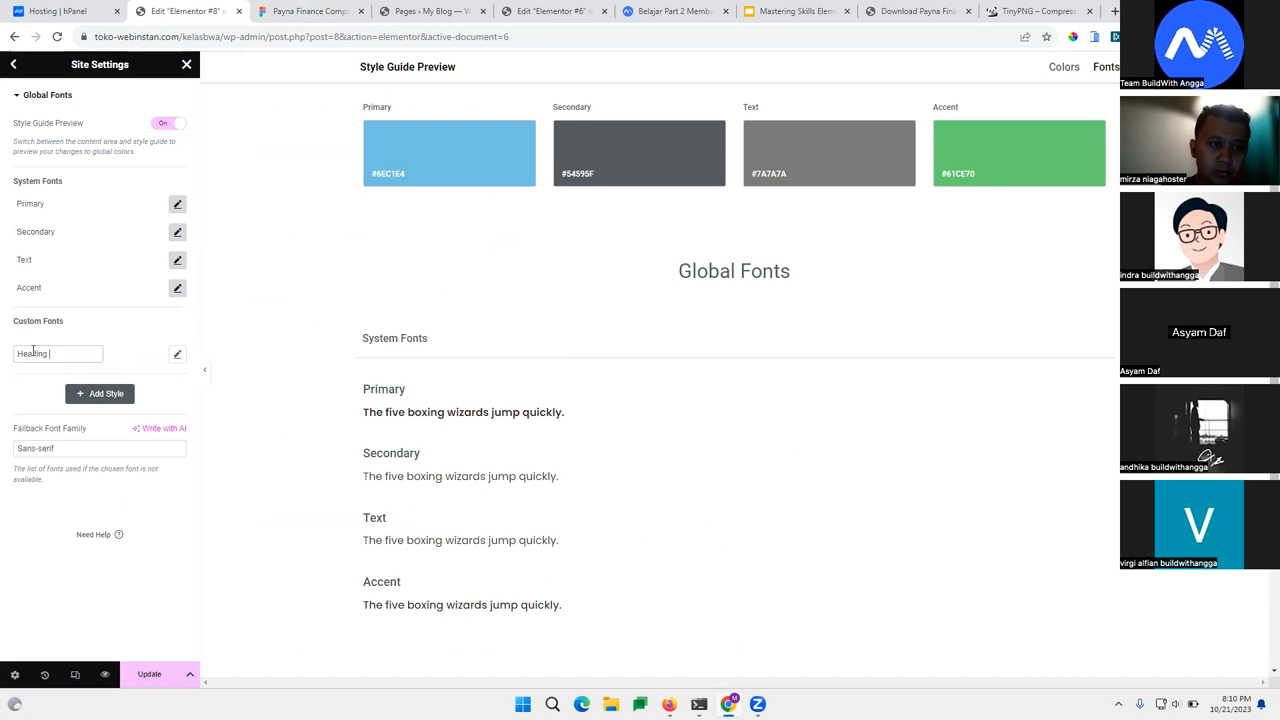 Hosting | Panel
Edit "Elementor #8"
Payna Finance Comp
Pages ‹ My Blog — W
Edit "Elementor #6"
Belajar Part 2 Membu
Mastering Skills Elem
Download Payna Fina
TinyPNG – Compress
toko-webinstan.com/kelasbwa/wp-admin/post.php?post=8&action=elementor&active-document=6
Site Settings
Global Fonts
Style Guide Preview
On
Switch between the content area and style guide to
preview your changes to global colors.
System Fonts
Primary
Secondary
Text
Accent
Custom Fonts
Heading
+ Add Style
Fallback Font Family
Write with AI
Sans-serif
The list of fonts used if the chosen font is not
available.
Need Help
Update
Style Guide Preview
Colors
Fonts
Primary
Secondary
Text
Accent
#6EC1E4
#54595F
#7A7A7A
#61CE70
Global Fonts
System Fonts
Primary
The five boxing wizards jump quickly.
Secondary
The five boxing wizards jump quickly.
Text
The five boxing wizards jump quickly.
Accent
The five boxing wizards jump quickly.
Team BuildWith Angga
mirza niagahoster
indra buildwithangga
Asyam Daf
Asyam Daf
andhika buildwithangga
V
virgi alfian buildwithangga
8:10 PM
10/21/2023